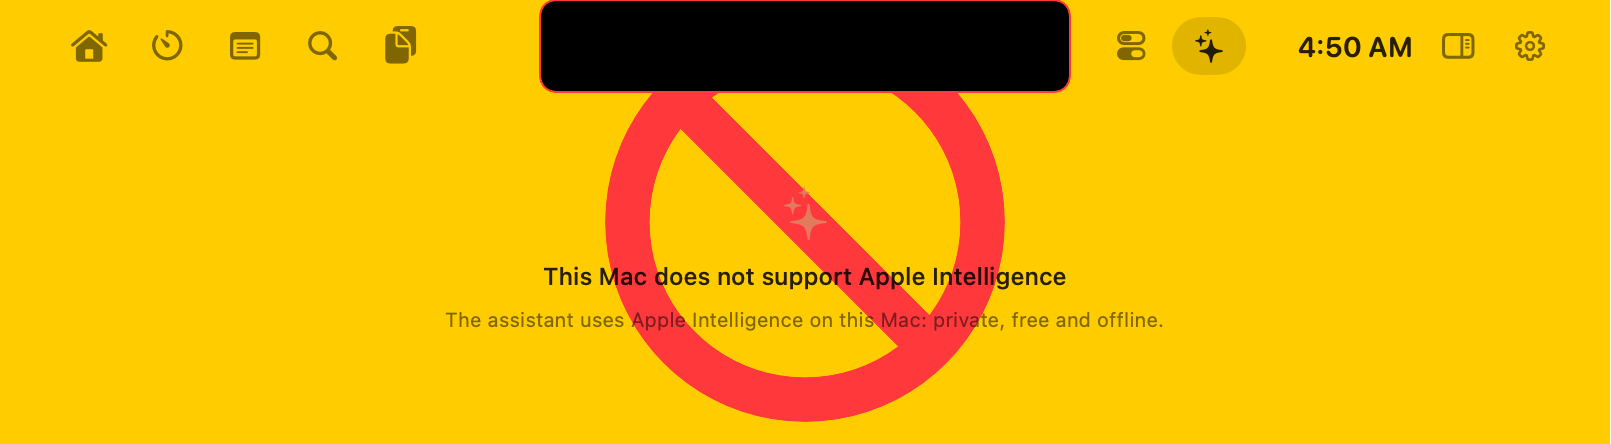 4:50 AM
This Mac does not support Apple Intelligence
The assistant uses Apple Intelligence on this Mac: private, free and offline.